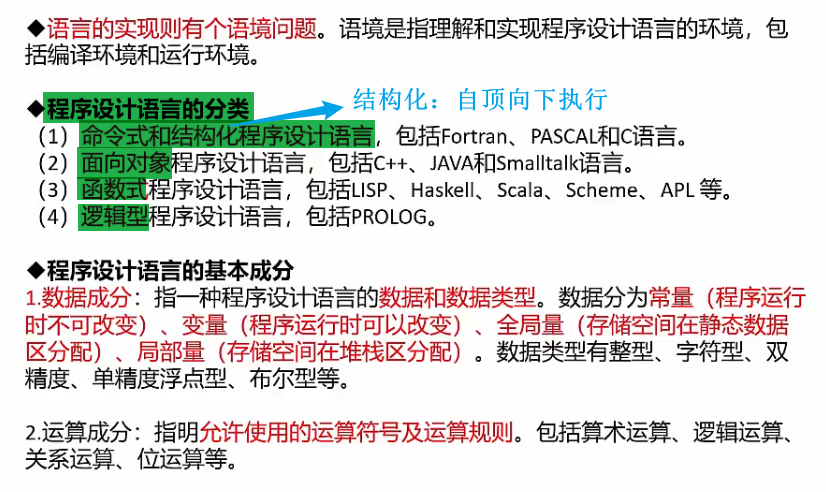 ◆语言的实现则有个语境问题。语境是指理解和实现程序设计语言的环境，包
括编译环境和运行环境。
◆程序设计语言的分类
结构化：自顶向下执行
（1）命令式和结构化程序设计语言，包括Fortran、PASCAL和C语言。
（2）面向对象程序设计语言，包括C++、JAVA和Smalltalk语言。
（3）函数式程序设计语言，包括LISP、Haskell、Scala、Scheme、APL 等。
（4）逻辑型程序设计语言，包括PROLOG。
◆程序设计语言的基本成分
1.数据成分：指一种程序设计语言的数据和数据类型。数据分为常量（程序运行
时不可改变）、变量（程序运行时可以改变）、全局量（存储空间在静态数据
区分配）、局部量（存储空间在堆栈区分配）。数据类型有整型、字符型、双
精度、单精度浮点型、布尔型等。
2.运算成分：指明允许使用的运算符号及运算规则。包括算术运算、逻辑运算、
关系运算、位运算等。